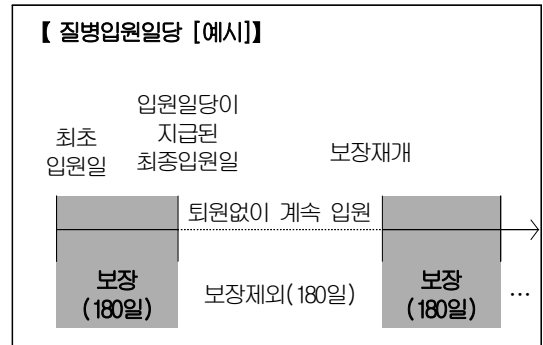 【 질병입원일당 [예시]】
입원일당이
최초 지급된 보장재개
입원일 최종입원일
퇴원없이 계속 입원
보장 보장제외(180일) 보장 …
(180일) (180일)